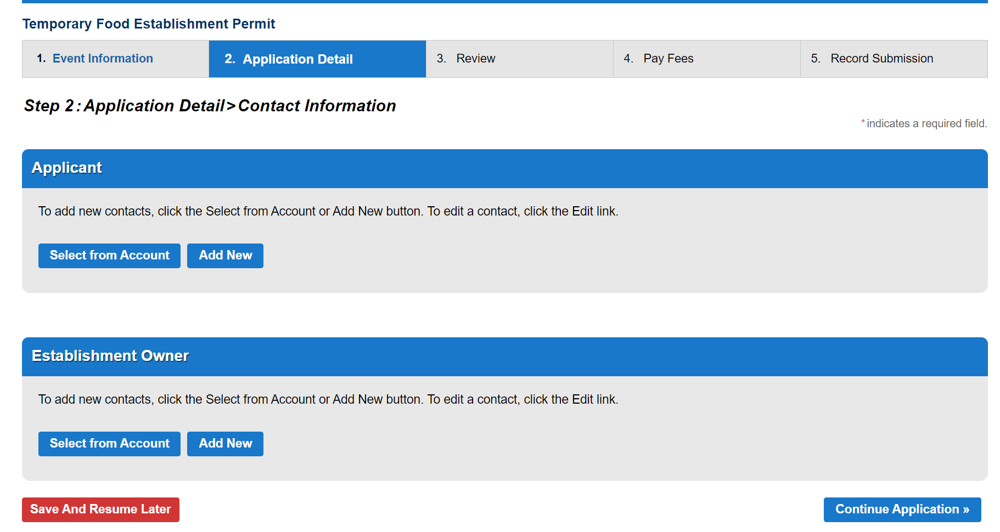 Temporary Food Establishment Permit
1. Event Information 2. Application Detail 3. Review 4. Pay Fees 5. Record Submission
Step 2:Application Detail>Contact Information
*indicates a required field.
Applicant
To add new contacts, click the Select from Account or Add New button. To edit a contact, click the Edit link.
Select from Account Add New
Establishment Owner
To add new contacts, click the Select from Account or Add New button. To edit a contact, click the Edit link.
Select from Account Add New
Save And Resume Later Continue Application »